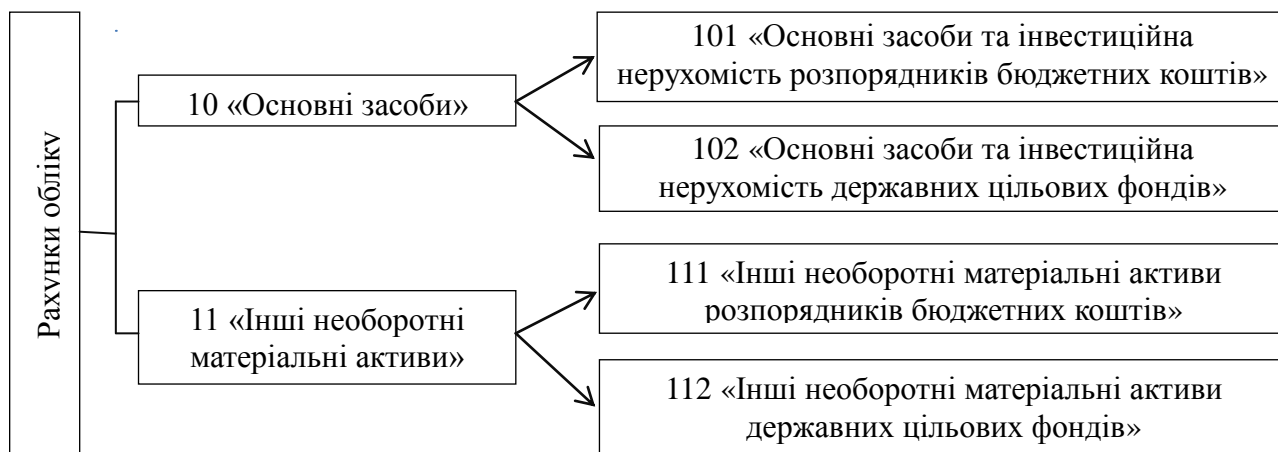 Рахунки обліку
10 «Основні засоби»
101 «Основні засоби та інвестиційна
нерухомість розпорядників бюджетних коштів»
102 «Основні засоби та інвестиційна
нерухомість державних цільових фондів»
11 «Інші необоротні
матеріальні активи»
111 «Інші необоротні матеріальні активи
розпорядників бюджетних коштів»
112 «Інші необоротні матеріальні активи
державних цільових фондів»